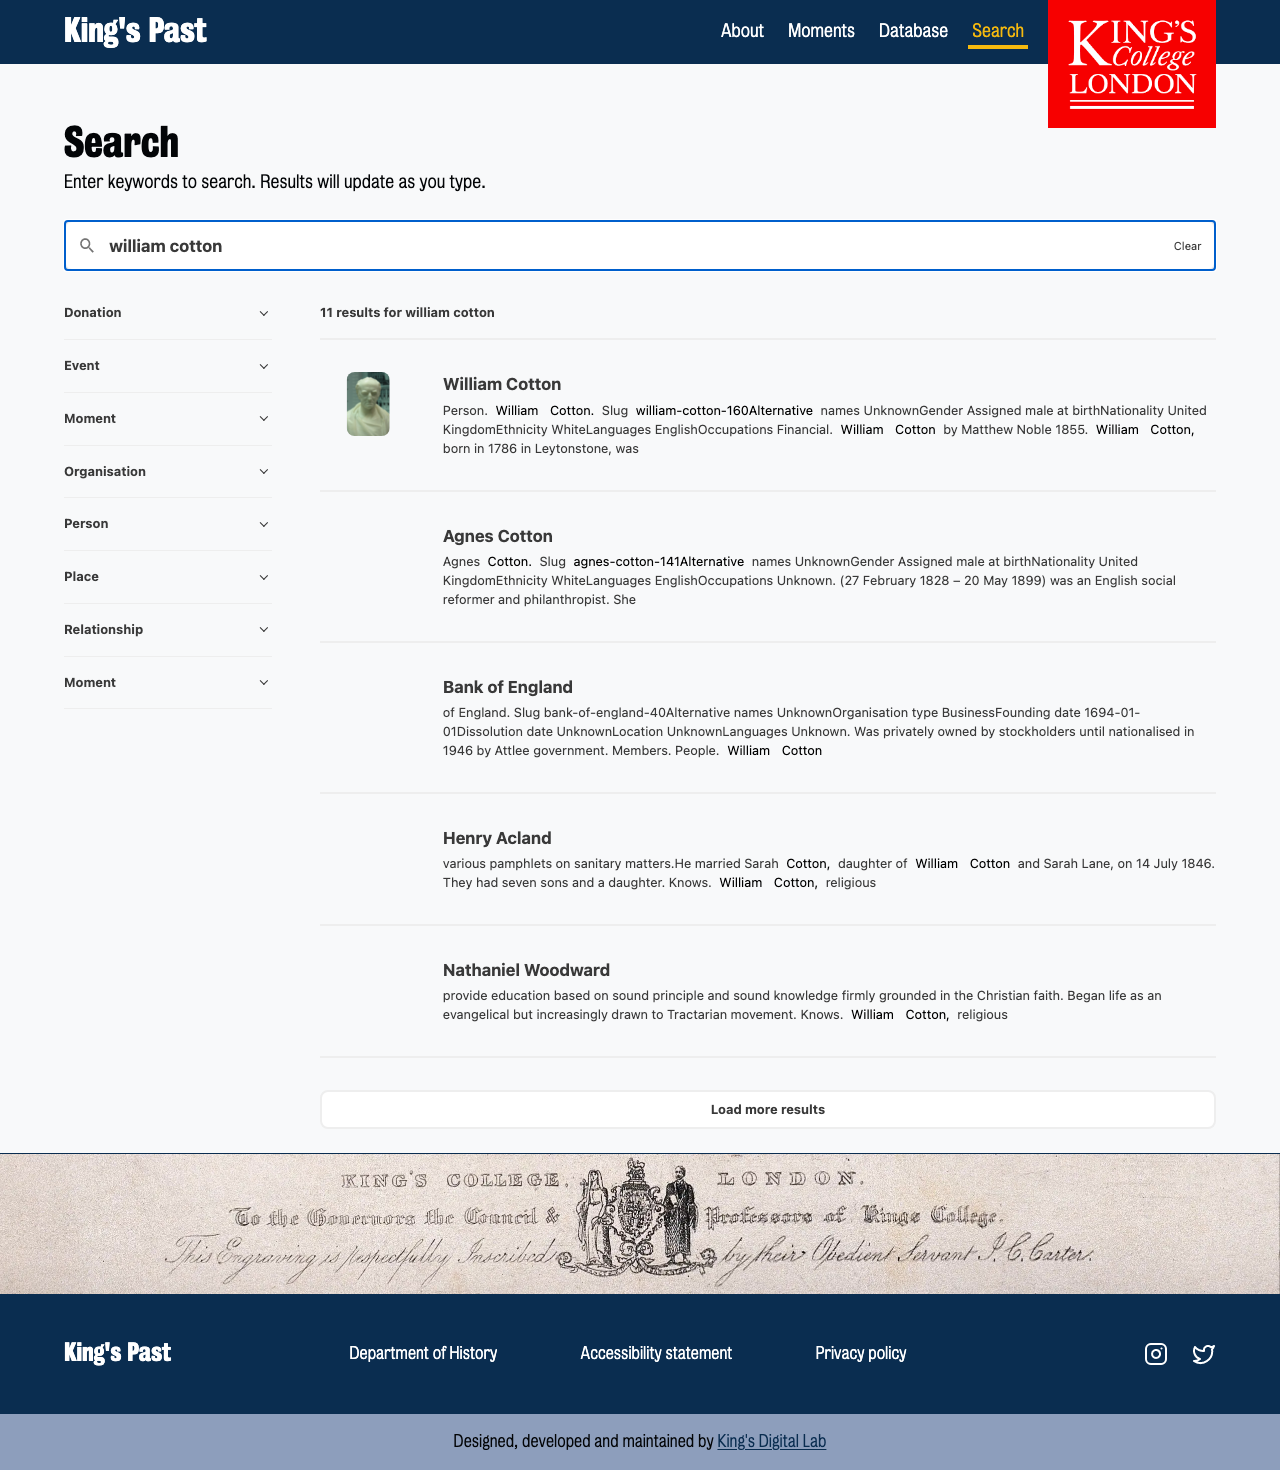 King's Past
About Moments Database Search
KING'S
College
LONDON
Search
Enter keywords to search. Results will update as you type.
william cotton
Clear
Donation
Event
Moment
Organisation
Person
Place
Relationship
Moment
11 results for william cotton
William Cotton
Person. William Cotton. Slug william-cotton-160Alternative names UnknownGender Assigned male at birthNationality United
KingdomEthnicity WhiteLanguages EnglishOccupations Financial. William Cotton by Matthew Noble 1855. William Cotton,
born in 1786 in Leytonstone, was
Agnes Cotton
Agnes Cotton. Slug agnes-cotton-141Alternative names UnknownGender Assigned male at birthNationality United
KingdomEthnicity WhiteLanguages EnglishOccupations Unknown. (27 February 1828 – 20 May 1899) was an English social
reformer and philanthropist. She
Bank of England
of England. Slug bank-of-england-40Alternative names UnknownOrganisation type BusinessFounding date 1694-01-
01Dissolution date UnknownLocation UnknownLanguages Unknown. Was privately owned by stockholders until nationalised in
1946 by Attlee government. Members. People. William Cotton
Henry Acland
various pamphlets on sanitary matters.He married Sarah Cotton, daughter of William Cotton and Sarah Lane, on 14 July 1846.
They had seven sons and a daughter. Knows. William Cotton, religious
Nathaniel Woodward
provide education based on sound principle and sound knowledge firmly grounded in the Christian faith. Began life as an
evangelical but increasingly drawn to Tractarian movement. Knows. William Cotton, religious
Load more results
KING'S COLLEGE, LONDON.
To the Governors the Council & Professors of Kings College.
This Engraving is respectfully Inscribed by their Obedient Servant J. C. Carter.
King's Past
Department of History
Accessibility statement
Privacy policy
Designed, developed and maintained by King's Digital Lab